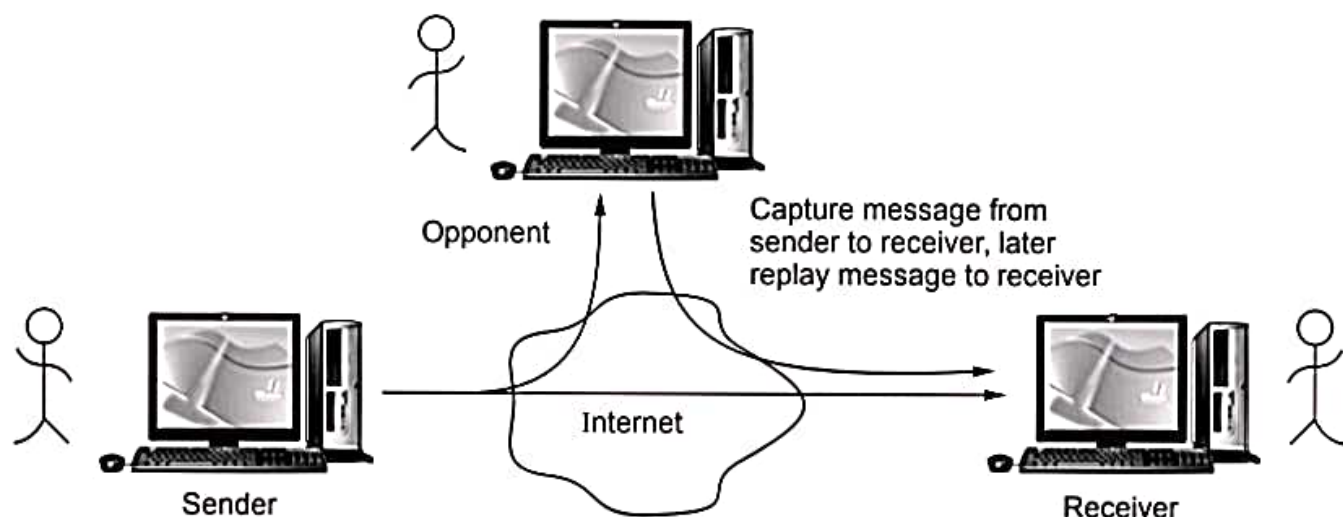 Opponent
Capture message from
sender to receiver, later
replay message to receiver
Internet
Sender
Receiver